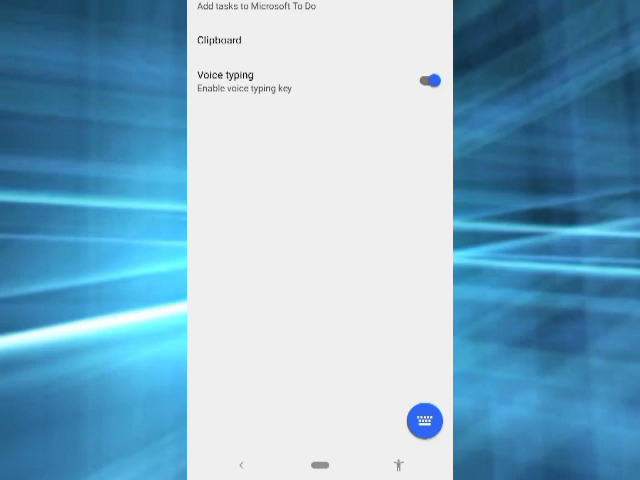 Add tasks to Microsoft To Do
Clipboard
Voice typing
Enable voice typing key